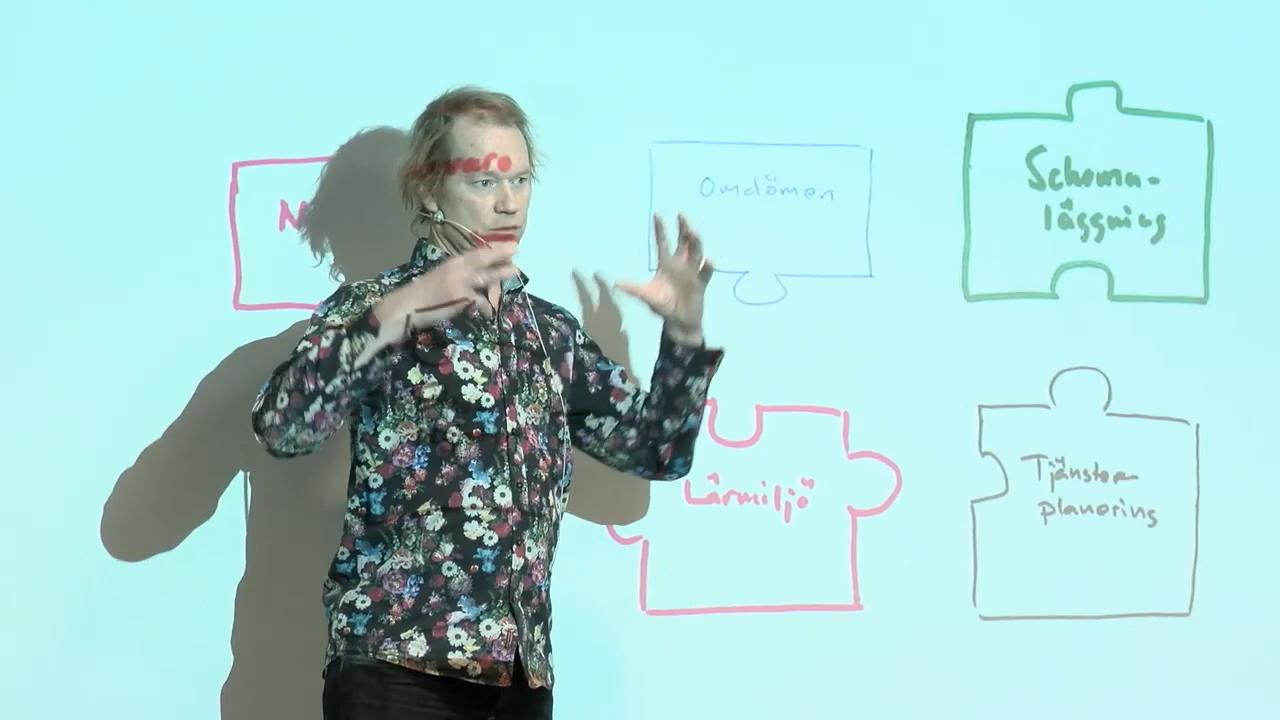 Omdömen
Schema-
läggning
Lärmiljö
Tjänste-
planering